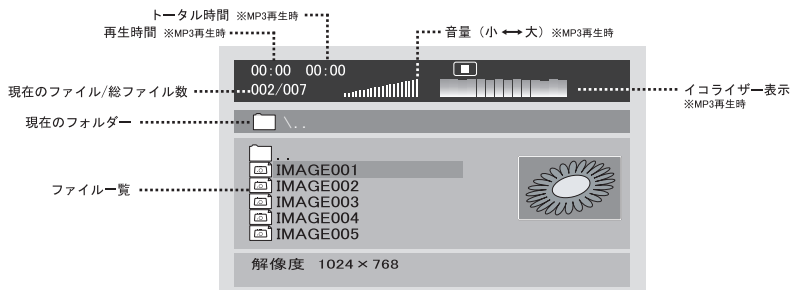 トータル時間 ※MP3再生時
再生時間 ※MP3再生時
音量（小⟷大）※MP3再生時
00:00 00:00
002/007
現在のファイル/総ファイル数
イコライザー表示
※MP3再生時
現在のフォルダー
\..
..
IMAGE001
IMAGE002
ファイル一覧
IMAGE003
IMAGE004
IMAGE005
解像度 1024×768